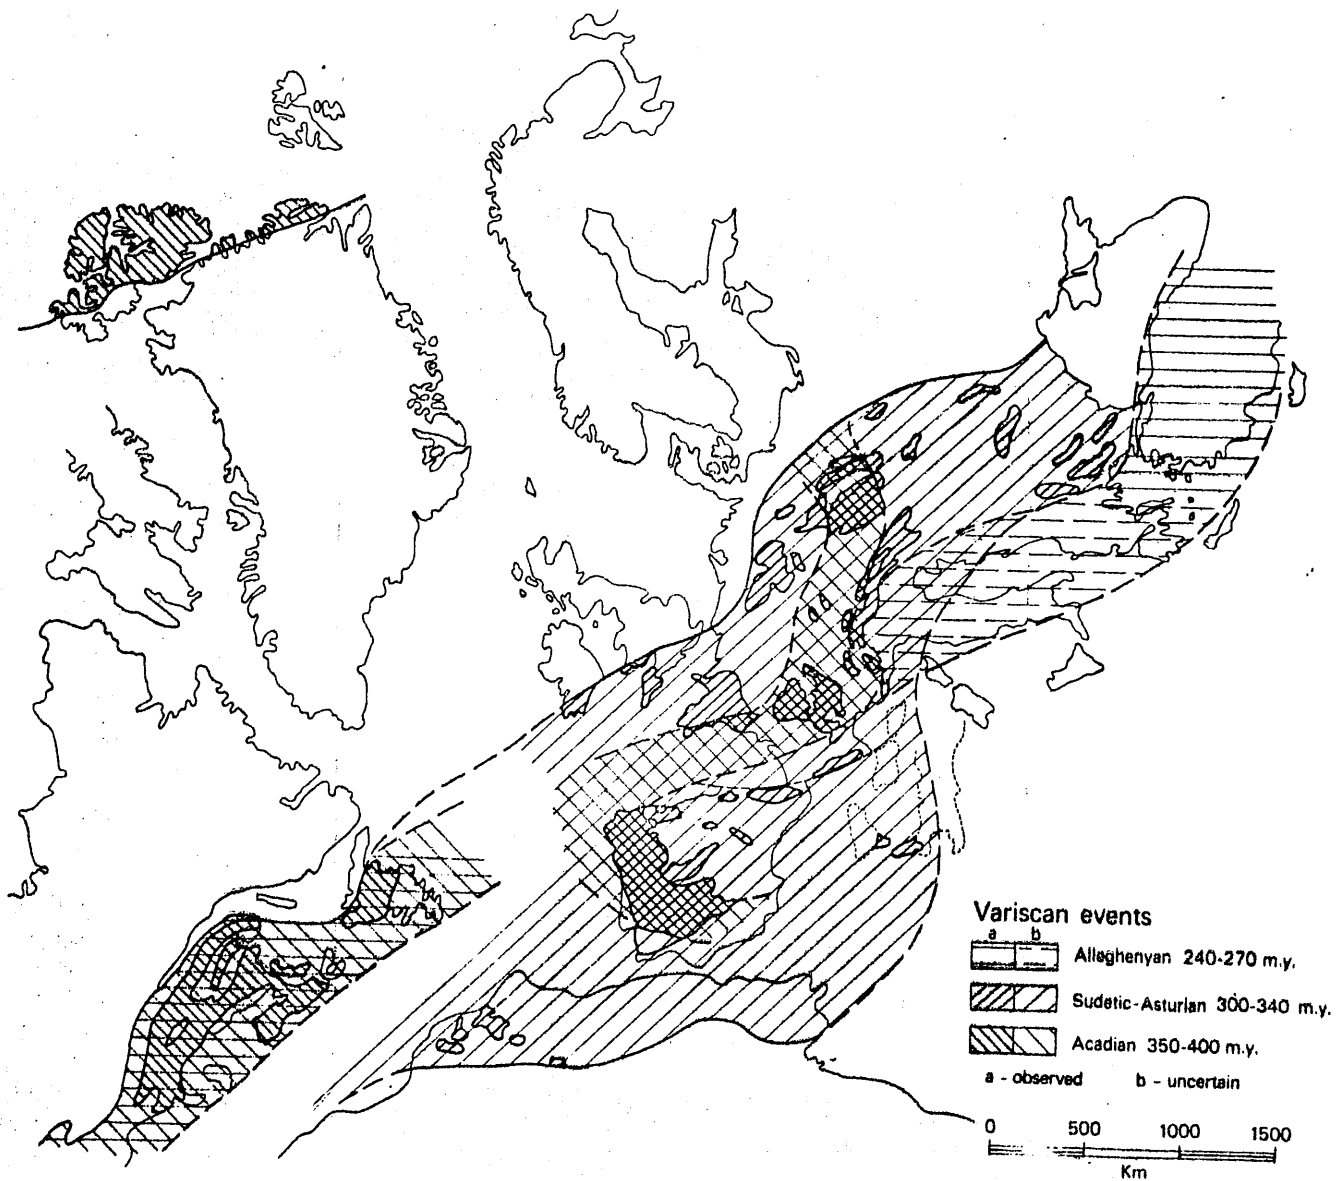 Variscan events
a b
Alleghenyan 240-270 m.y.
Sudetic-Asturian 300-340 m.y.
Acadian 350-400 m.y.
a - observed b - uncertain
0 500 1000 1500
Km